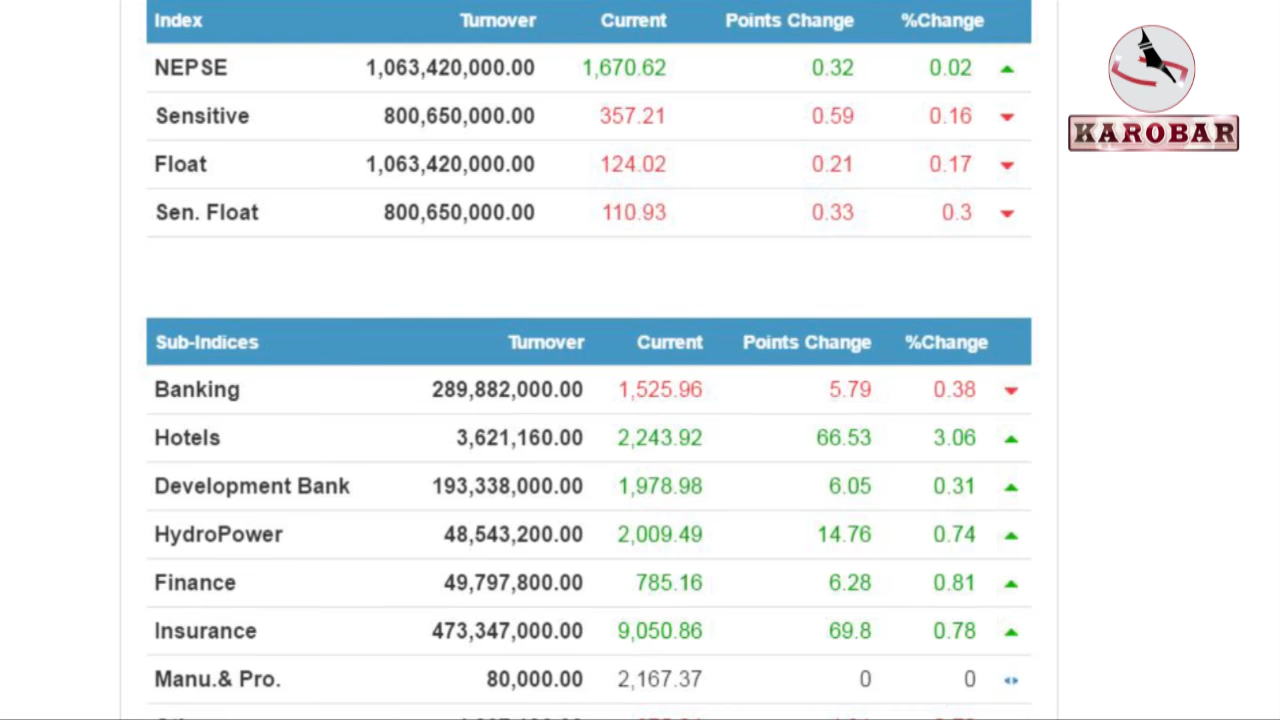 Index Turnover Current Points Change %Change
NEPSE 1,063,420,000.00 1,670.62 0.32 0.02
Sensitive 800,650,000.00 357.21 0.59 0.16
Float 1,063,420,000.00 124.02 0.21 0.17
Sen. Float 800,650,000.00 110.93 0.33 0.3
KAROBAR
Sub-Indices Turnover Current Points Change %Change
Banking 289,882,000.00 1,525.96 5.79 0.38
Hotels 3,621,160.00 2,243.92 66.53 3.06
Development Bank 193,338,000.00 1,978.98 6.05 0.31
HydroPower 48,543,200.00 2,009.49 14.76 0.74
Finance 49,797,800.00 785.16 6.28 0.81
Insurance 473,347,000.00 9,050.86 69.8 0.78
Manu.& Pro. 80,000.00 2,167.37 0 0